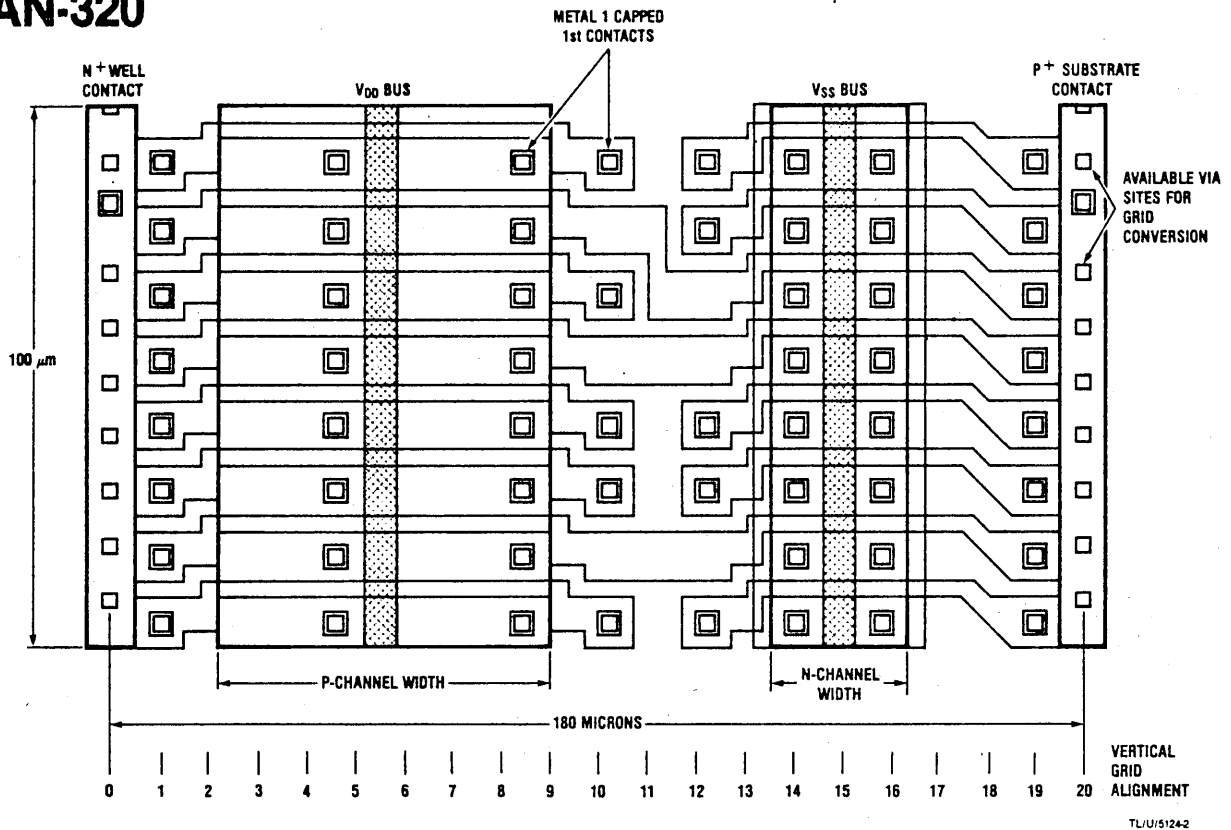 AN-320
METAL 1 CAPPED
1st CONTACTS
N+ WELL
CONTACT
VDD BUS
VSS BUS
P+ SUBSTRATE
CONTACT
AVAILABLE VIA
SITES FOR
GRID
CONVERSION
100 µm
P-CHANNEL WIDTH
N-CHANNEL
WIDTH
180 MICRONS
0 1 2 3 4 5 6 7 8 9 10 11 12 13 14 15 16 17 18 19 20
VERTICAL
GRID
ALIGNMENT
TL/U/5124-2